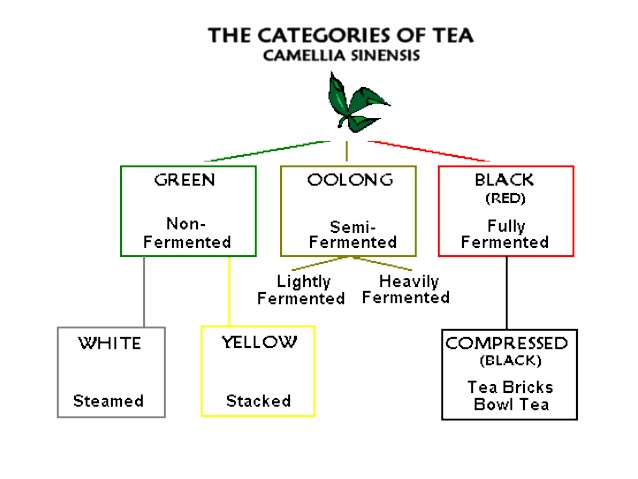 THE CATEGORIES OF TEA
CAMELLIA SINENSIS
GREEN
Non-
Fermented
OOLONG
Semi-
Fermented
BLACK
(RED)
Fully
Fermented
Lightly
Fermented
Heavily
Fermented
WHITE
Steamed
YELLOW
Stacked
COMPRESSED
(BLACK)
Tea Bricks
Bowl Tea